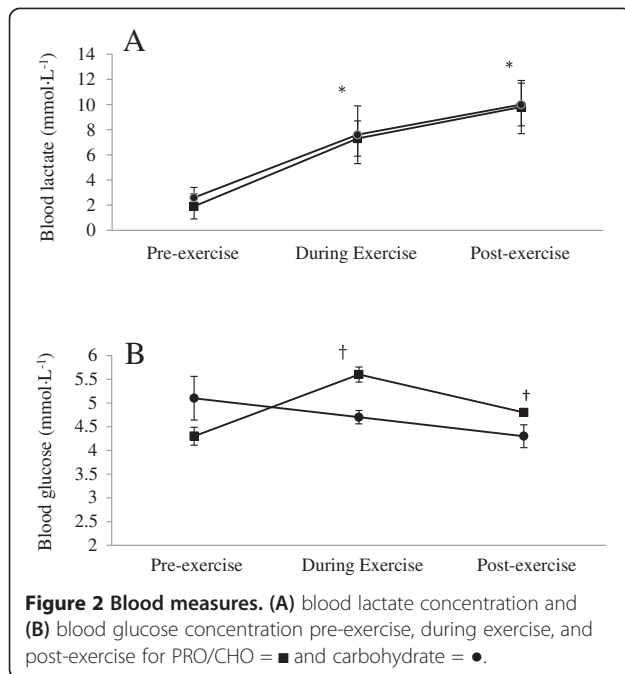 A
Blood lactate (mmol·L-1)
14
12
10
8
6
4
2
0
*
*
Pre-exercise During Exercise Post-exercise
B
Blood glucose (mmol·L-1)
6
5.5
5
4.5
4
3.5
3
2.5
2
†
†
Pre-exercise During Exercise Post-exercise
Figure 2 Blood measures. (A) blood lactate concentration and
(B) blood glucose concentration pre-exercise, during exercise, and
post-exercise for PRO/CHO = ■ and carbohydrate = ●.